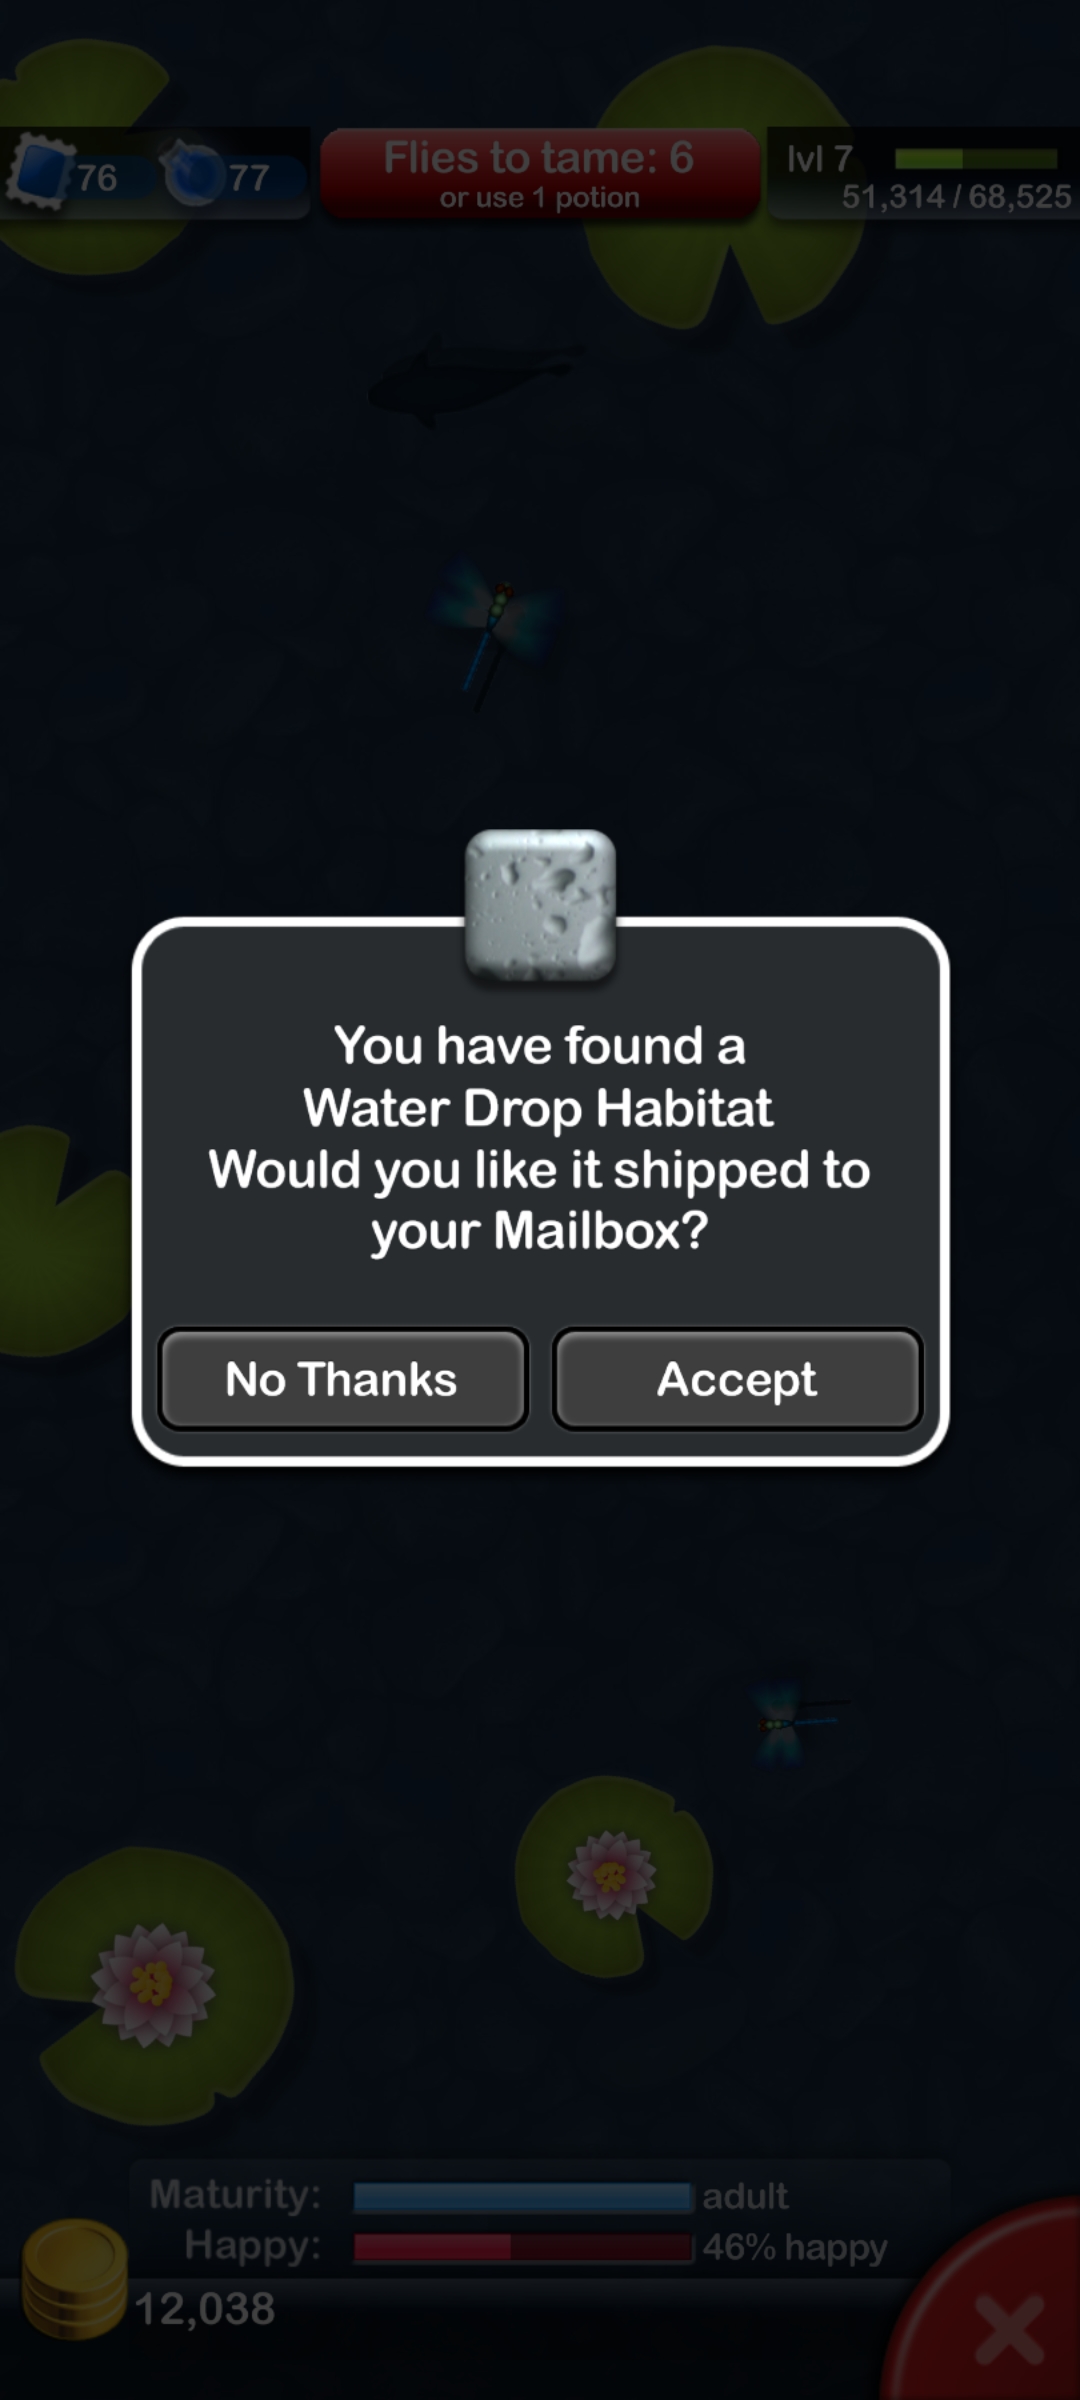 76
77
Flies to tame: 6
or use 1 potion
lvl 7
51,314 / 68,525
You have found a
Water Drop Habitat
Would you like it shipped to
your Mailbox?
No Thanks
Accept
Maturity:
adult
Happy:
46% happy
12,038